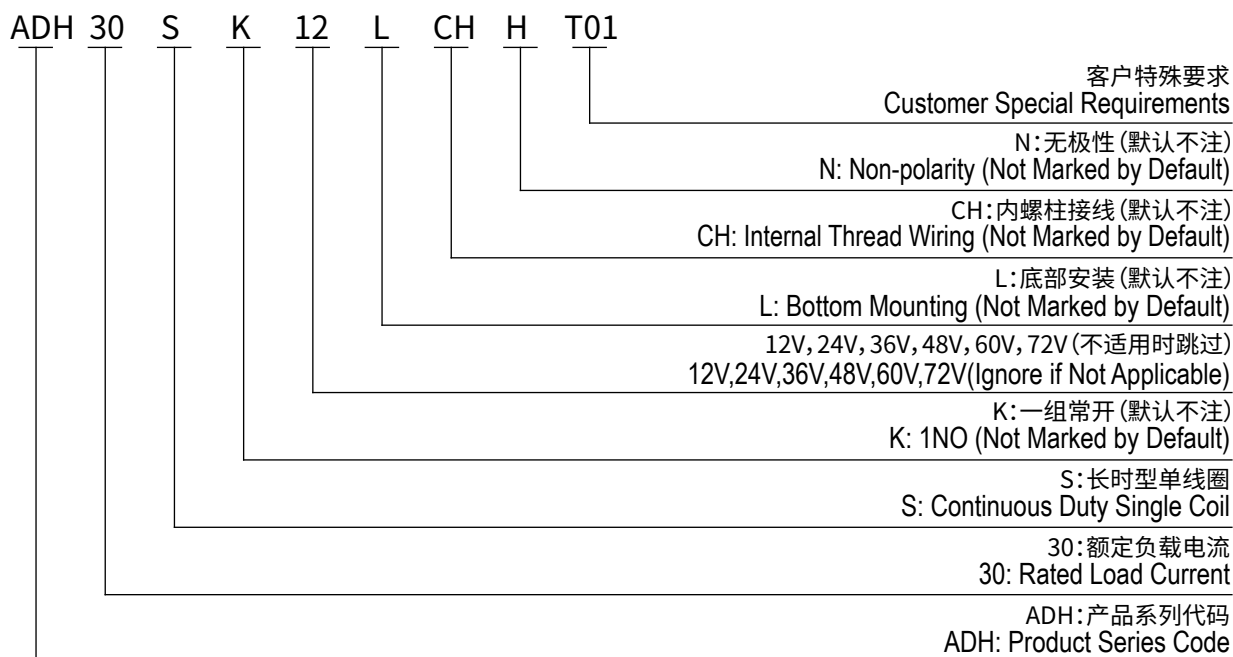 ADH 30 S K 12 L CH H T01
客户特殊要求
Customer Special Requirements
N:无极性(默认不注)
N: Non-polarity (Not Marked by Default)
CH:内螺柱接线(默认不注)
CH: Internal Thread Wiring (Not Marked by Default)
L:底部安装(默认不注)
L: Bottom Mounting (Not Marked by Default)
12V,24V,36V,48V,60V,72V(不适用时跳过)
12V,24V,36V,48V,60V,72V(Ignore if Not Applicable)
K:一组常开(默认不注)
K: 1NO (Not Marked by Default)
S:长时型单线圈
S: Continuous Duty Single Coil
30:额定负载电流
30: Rated Load Current
ADH:产品系列代码
ADH: Product Series Code